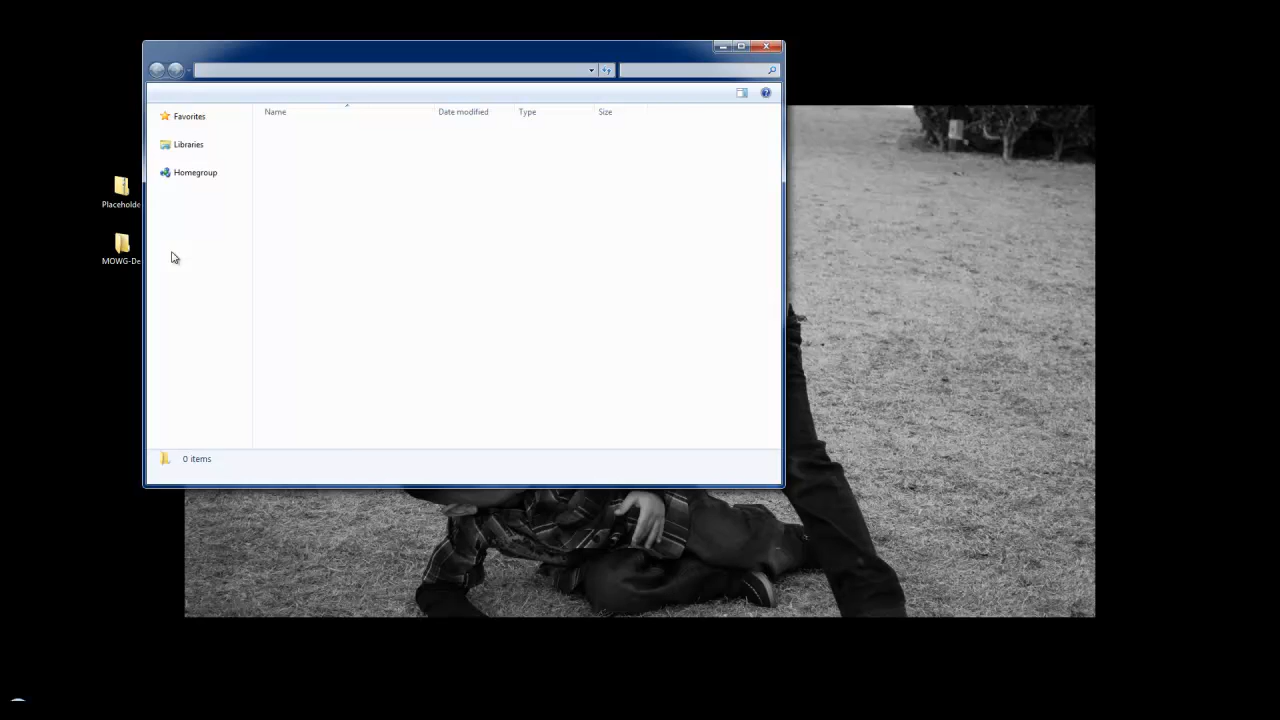 Name Date modified Type Size
Favorites
Libraries
Homegroup
Placeholde
MOWG-De
0 items